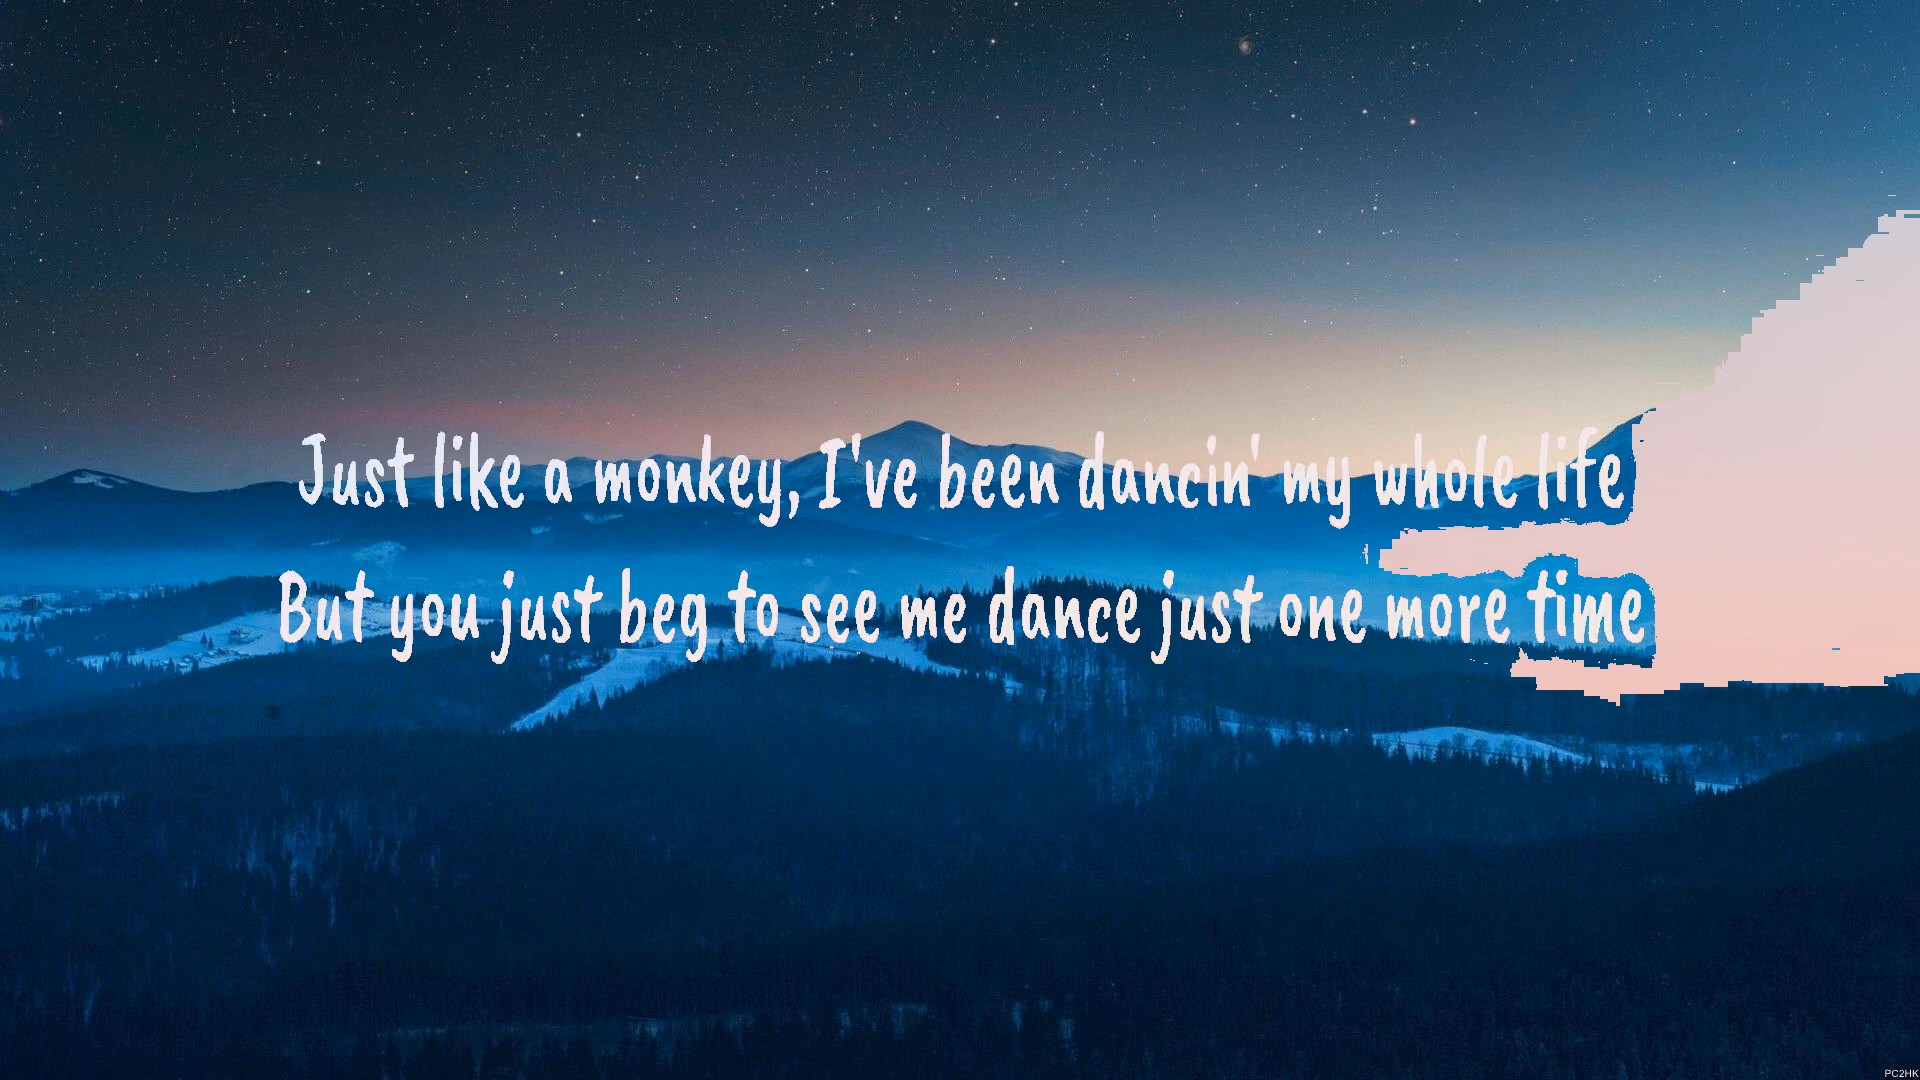 Just like a monkey, I've been dancin' my whole life
But you just beg to see me dance just one more time
PC2HK